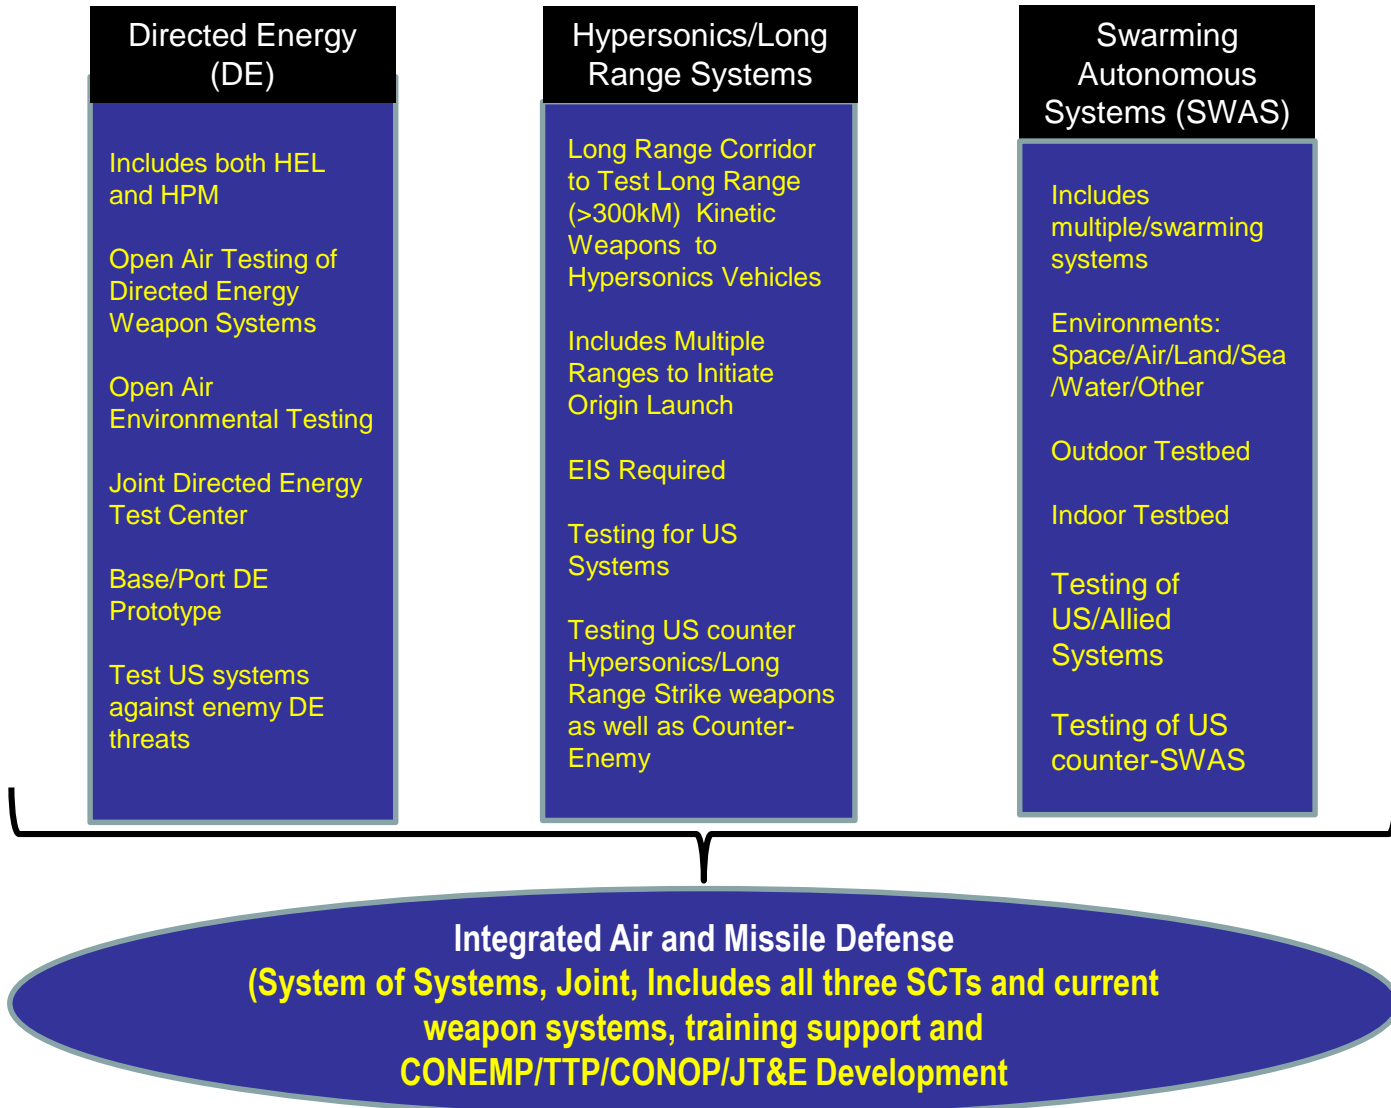 Directed Energy
(DE)
Includes both HEL
and HPM
Open Air Testing of
Directed Energy
Weapon Systems
Open Air
Environmental Testing
Joint Directed Energy
Test Center
Base/Port DE
Prototype
Test US systems
against enemy DE
threats
Hypersonics/Long
Range Systems
Long Range Corridor
to Test Long Range
(>300kM) Kinetic
Weapons to
Hypersonics Vehicles
Includes Multiple
Ranges to Initiate
Origin Launch
EIS Required
Testing for US
Systems
Testing US counter
Hypersonics/Long
Range Strike weapons
as well as Counter-
Enemy
Swarming
Autonomous
Systems (SWAS)
Includes
multiple/swarming
systems
Environments:
Space/Air/Land/Sea
/Water/Other
Outdoor Testbed
Indoor Testbed
Testing of
US/Allied
Systems
Testing of US
counter-SWAS
Integrated Air and Missile Defense
(System of Systems, Joint, Includes all three SCTs and current
weapon systems, training support and
CONEMP/TTP/CONOP/JT&E Development